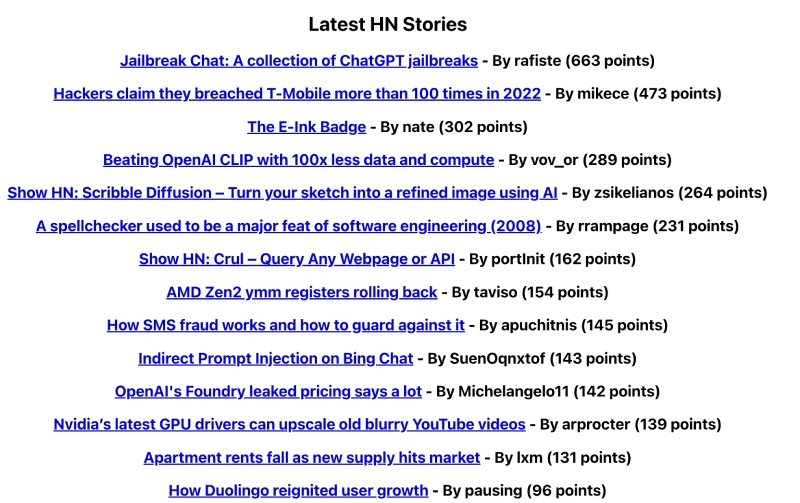 Latest HN Stories
Jailbreak Chat: A collection of ChatGPT jailbreaks - By rafiste (663 points)
Hackers claim they breached T-Mobile more than 100 times in 2022 - By mikece (473 points)
The E-Ink Badge - By nate (302 points)
Beating OpenAI CLIP with 100x less data and compute - By vov_or (289 points)
Show HN: Scribble Diffusion – Turn your sketch into a refined image using AI - By zsikelianos (264 points)
A spellchecker used to be a major feat of software engineering (2008) - By rrampage (231 points)
Show HN: Crul – Query Any Webpage or API - By portInit (162 points)
AMD Zen2 ymm registers rolling back - By taviso (154 points)
How SMS fraud works and how to guard against it - By apuchitnis (145 points)
Indirect Prompt Injection on Bing Chat - By SuenOqnxtof (143 points)
OpenAI's Foundry leaked pricing says a lot - By Michelangelo11 (142 points)
Nvidia’s latest GPU drivers can upscale old blurry YouTube videos - By arprocter (139 points)
Apartment rents fall as new supply hits market - By lxm (131 points)
How Duolingo reignited user growth - By pausing (96 points)